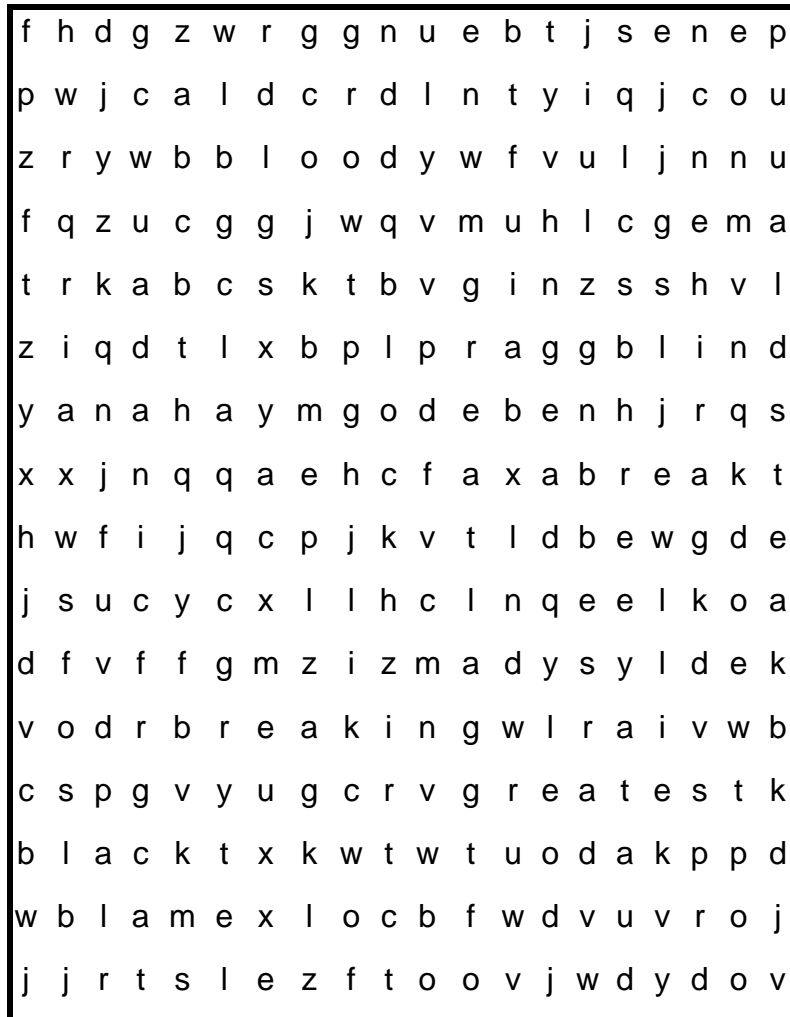 f h d g z w r g g n u e b t j s e n e p
p w j c a l d c r d l n t y i q j c o u
z r y w b b l o o d y w f v u l j n n u
f q z u c g g j w q v m u h l c g e m a
t r k a b c s k t b v g i n z s s h v l
z i q d t l x b p l p r a g g b l i n d
y a n a h a y m g o d e b e n h j r q s
x x j n q q a e h c f a x a b r e a k t
h w f i j q c p j k v t l d b e w g d e
j s u c y c x l l h c l n q e e l k o a
d f v f f g m z i z m a d y s y l d e k
v o d r b r e a k i n g w l r a i v w b
c s p g v y u g c r v g r e a t e s t k
b l a c k t x k w t w t u o d a k p p d
w b l a m e x l o c b f w d v u v r o j
j j r t s l e z f t o o v j w d y d o v